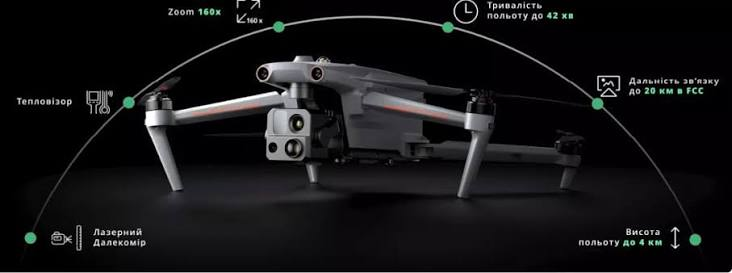 Zoom 160x
160 x
Тривалість
польоту до 42 хв
Тепловізор
Дальність зв'язку
до 20 км в FCC
Лазерний
Далекомір
Висота
польоту до 4 км